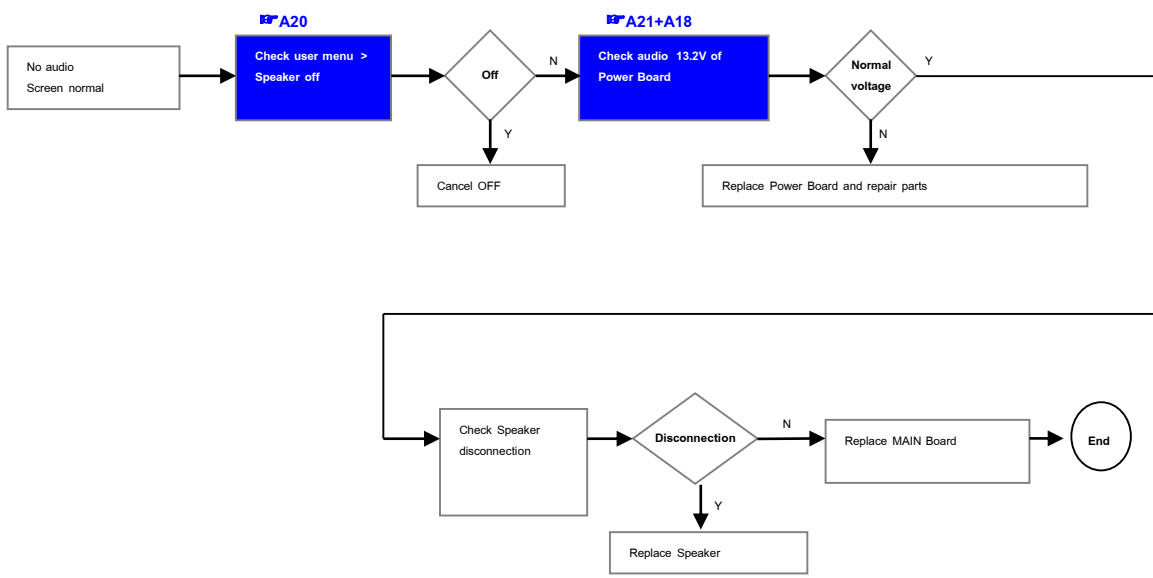 ☞A20
☞A21+A18
No audio
Screen normal
Check user menu >
Speaker off
Off
N
Check audio 13.2V of
Power Board
Normal
voltage
Y
Y
N
Cancel OFF
Replace Power Board and repair parts
Check Speaker
disconnection
Disconnection
N
Replace MAIN Board
End
Y
Replace Speaker